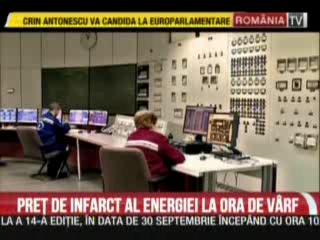 CRIN ANTONESCU VA CANDIDA LA EUROPARLAMENTARE
ROMÂNIA TV
PREȚ DE INFARCT AL ENERGIEI LA ORA DE VÂRF
LA A 14-A EDIȚIE, ÎN DATA DE 30 SEPTEMBRIE ÎNCEPÂND CU ORA 10